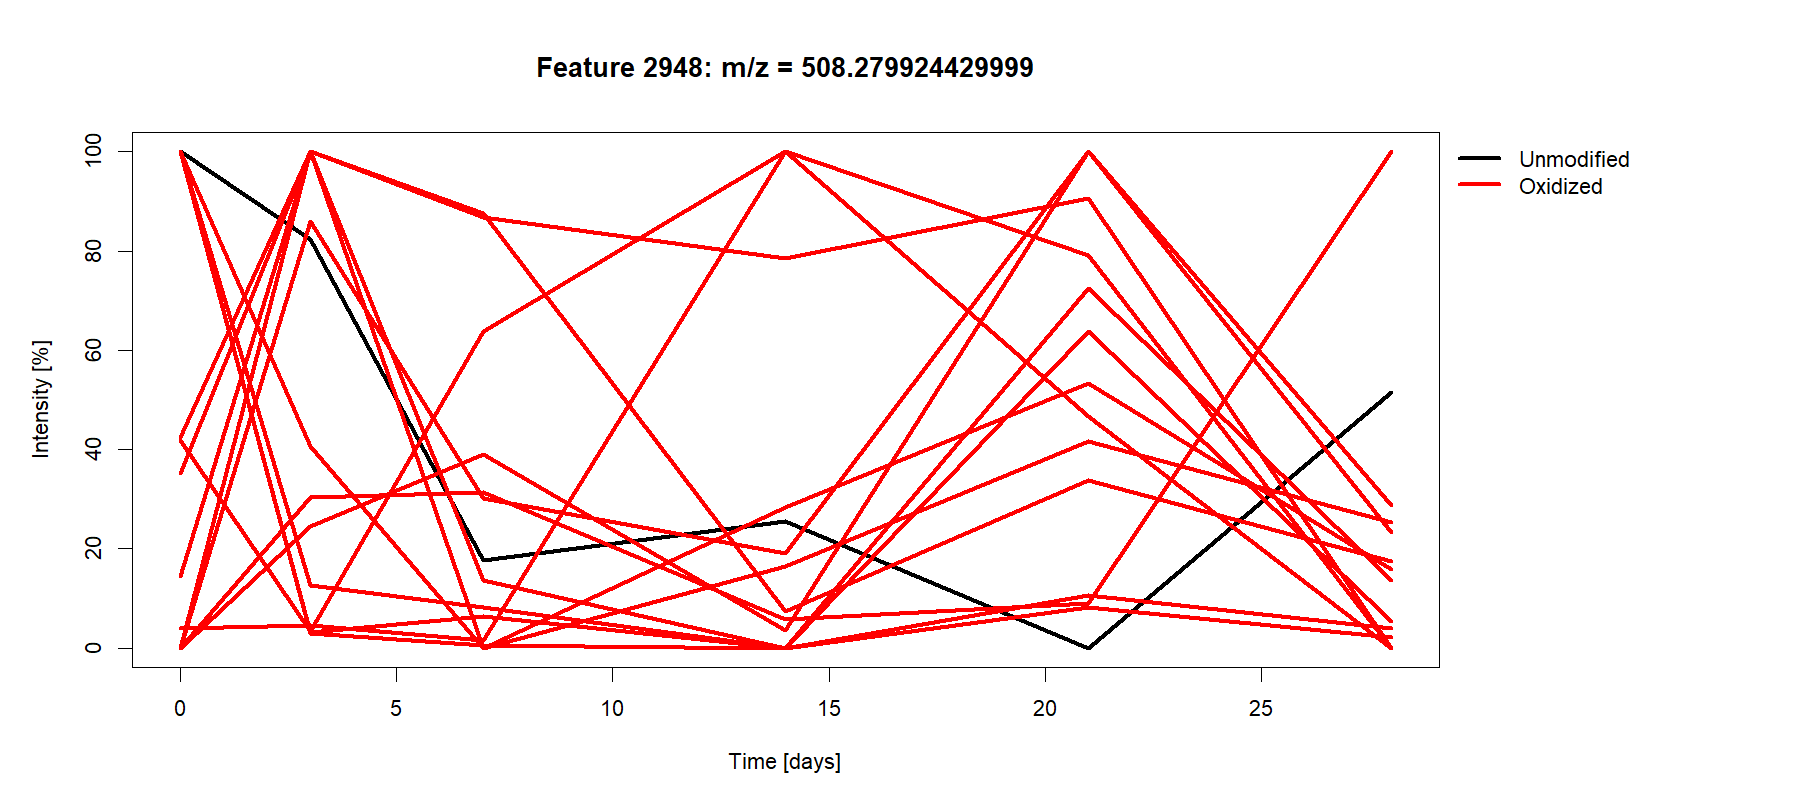 Feature 2948: m/z = 508.279924429999
Unmodified
Oxidized
Intensity [%]
100
80
60
40
20
0
0 5 10 15 20 25
Time [days]